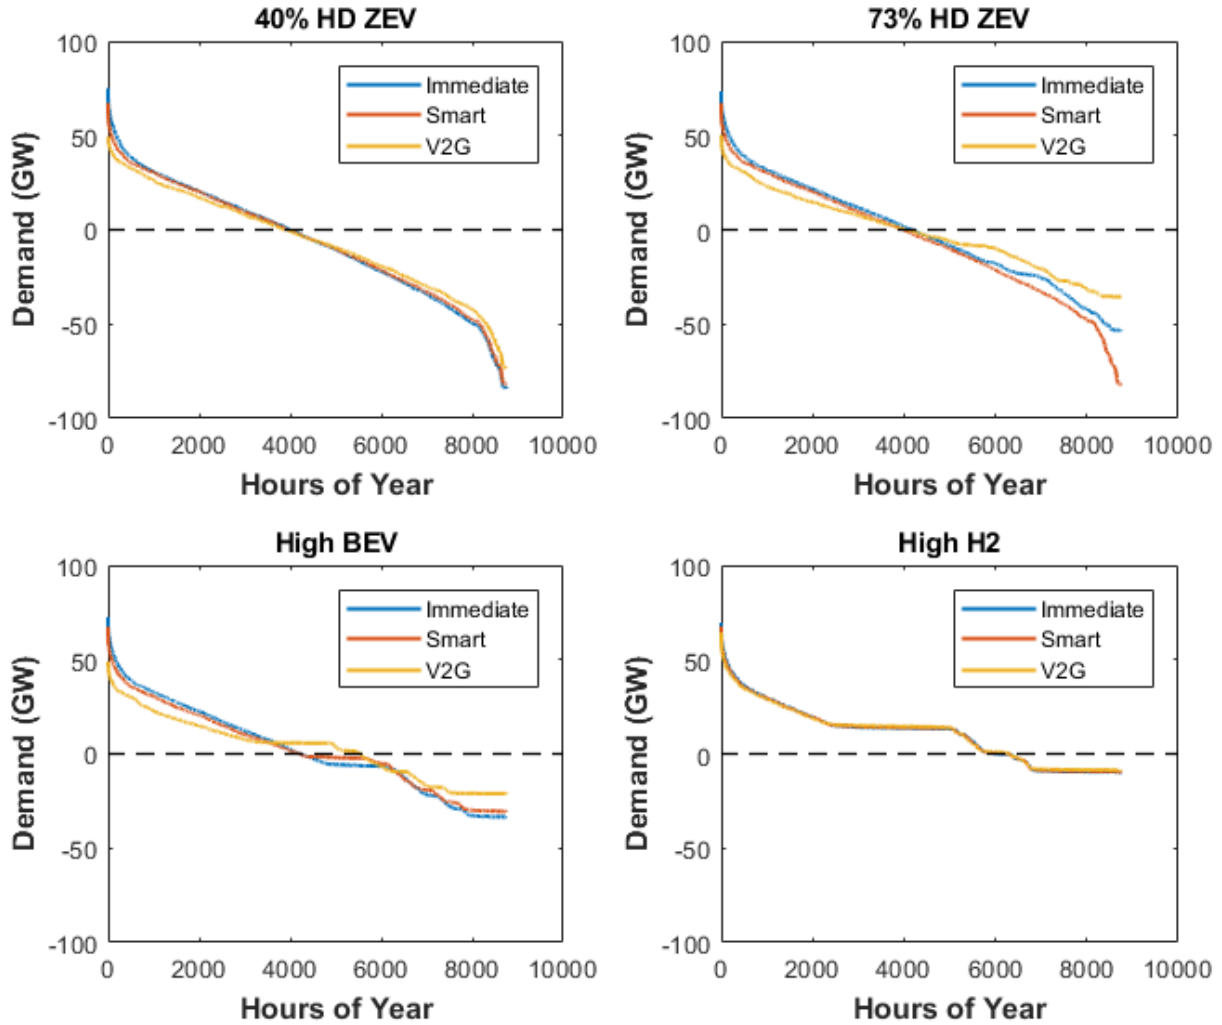 40% HD ZEV
100
50
0
-50
-100
Demand (GW)
Immediate
Smart
V2G
0 2000 4000 6000 8000 10000
Hours of Year
73% HD ZEV
100
50
0
-50
-100
Demand (GW)
Immediate
Smart
V2G
0 2000 4000 6000 8000 10000
Hours of Year
High BEV
100
50
0
-50
-100
Demand (GW)
Immediate
Smart
V2G
0 2000 4000 6000 8000 10000
Hours of Year
High H2
100
50
0
-50
-100
Demand (GW)
Immediate
Smart
V2G
0 2000 4000 6000 8000 10000
Hours of Year